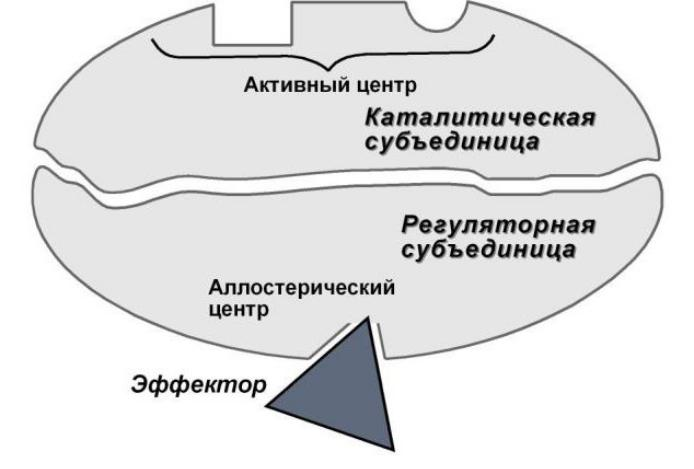 Активный центр
Каталитическая
субъединица
Регуляторная
субъединица
Аллостерический
центр
Эффектор